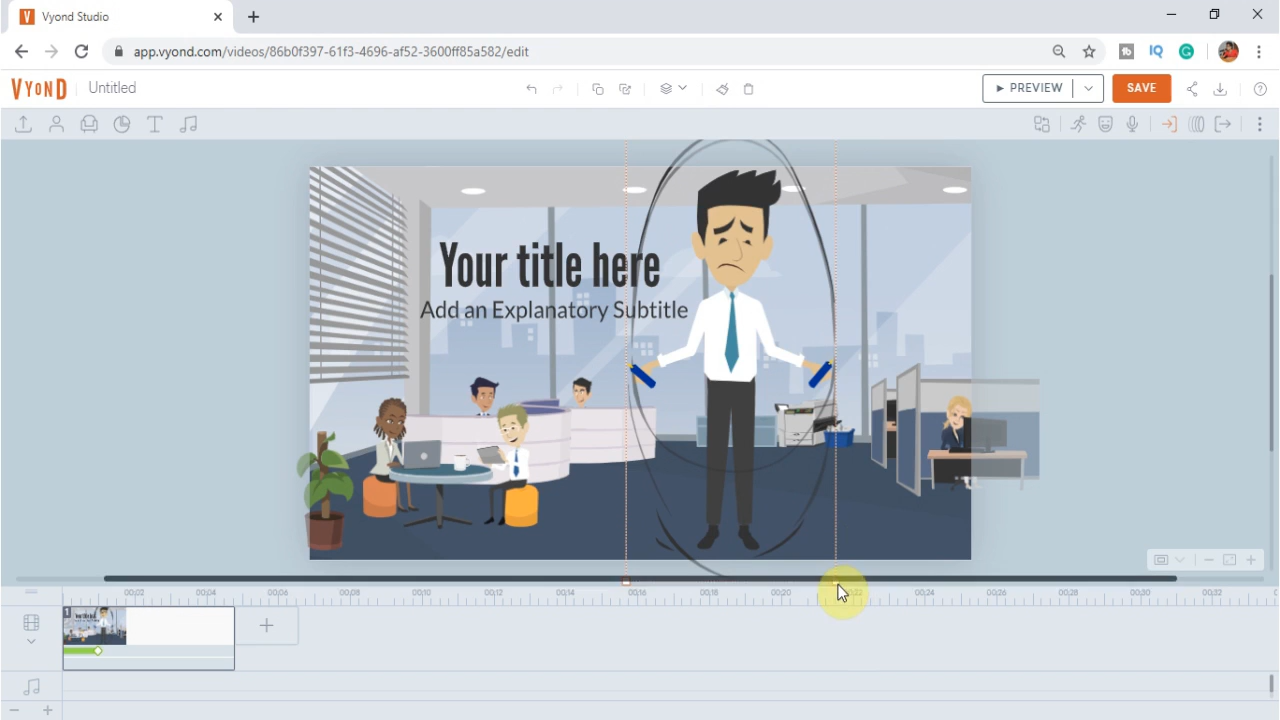 Vyond Studio
app.vyond.com/videos/86b0f397-61f3-4696-af52-3600ff85a582/edit
VYOND
Untitled
PREVIEW
SAVE
Your title here
Add an Explanatory Subtitle
00:02 00:04 00:06 00:08 00:10 00:12 00:14 00:16 00:18 00:20 00:22 00:24 00:26 00:28 00:30 00:32
1